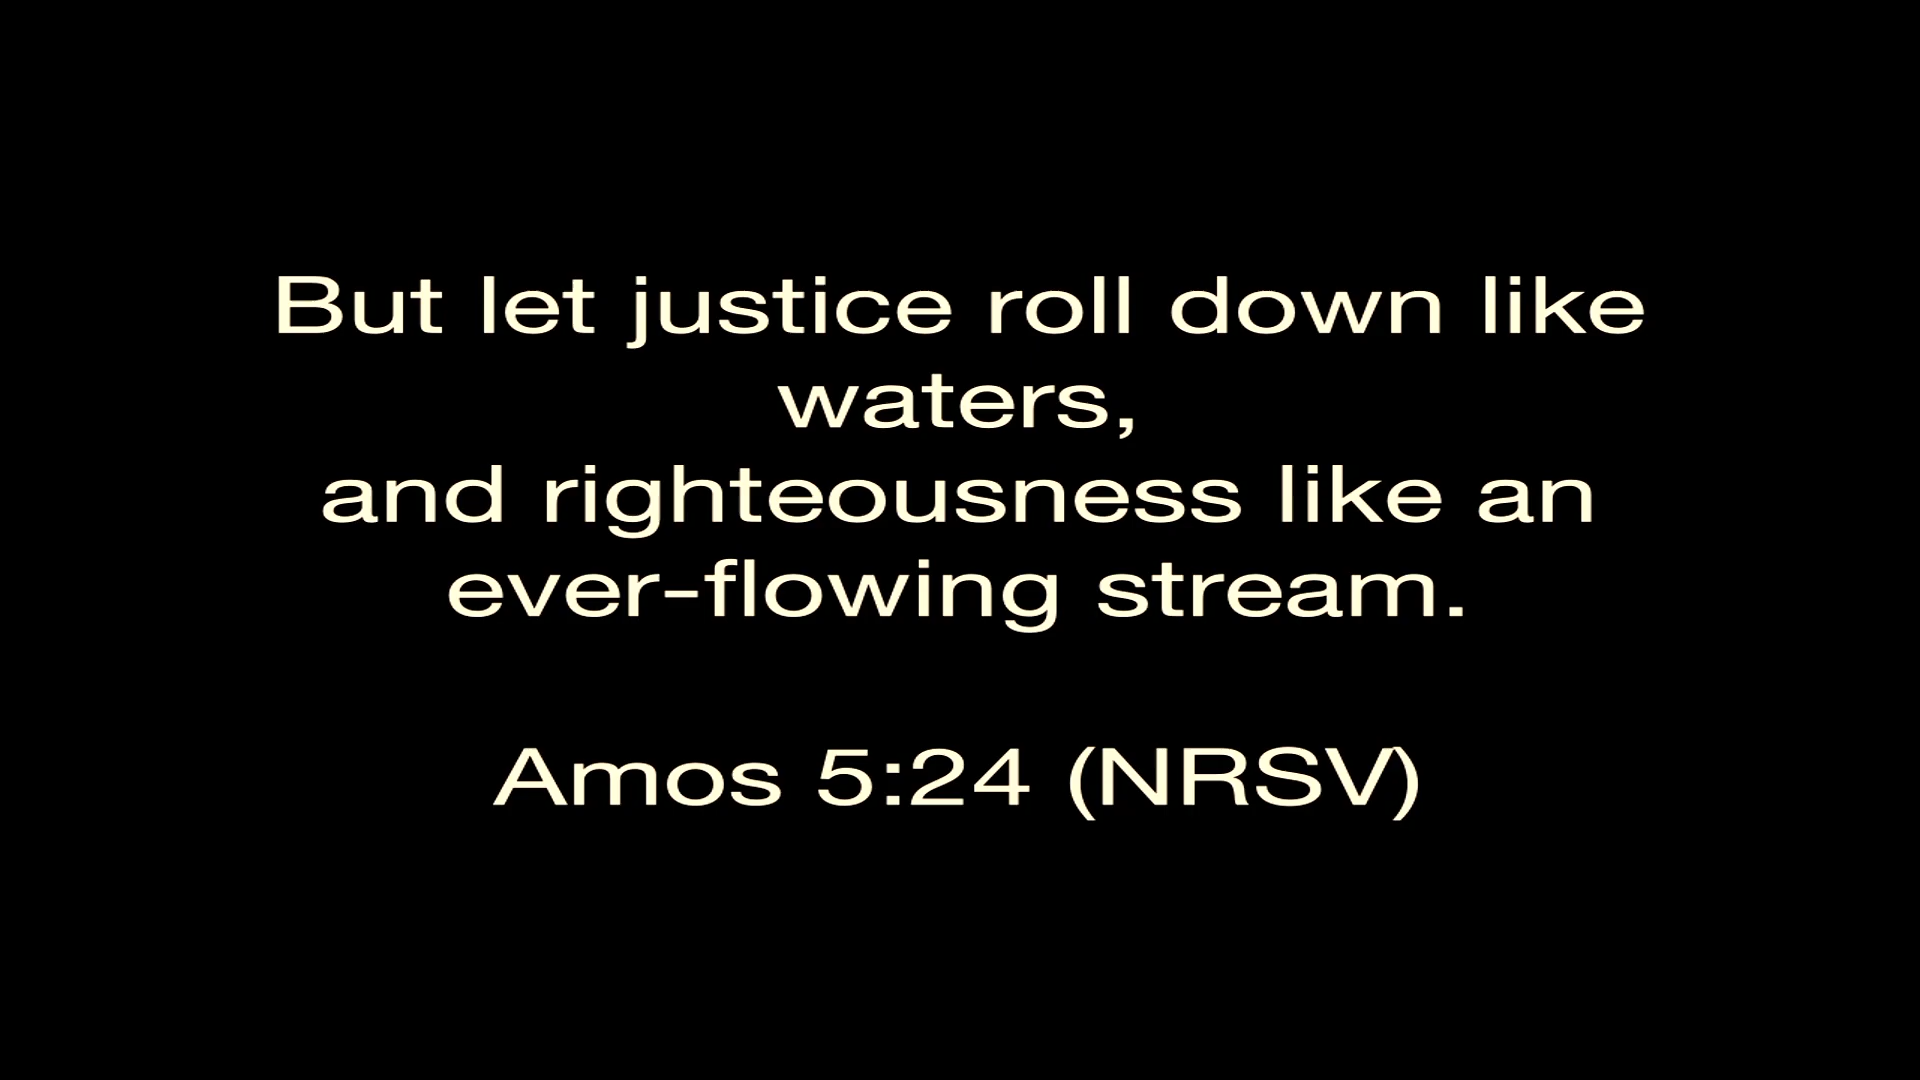 But let justice roll down like
waters,
and righteousness like an
ever-flowing stream.
Amos 5:24 (NRSV)